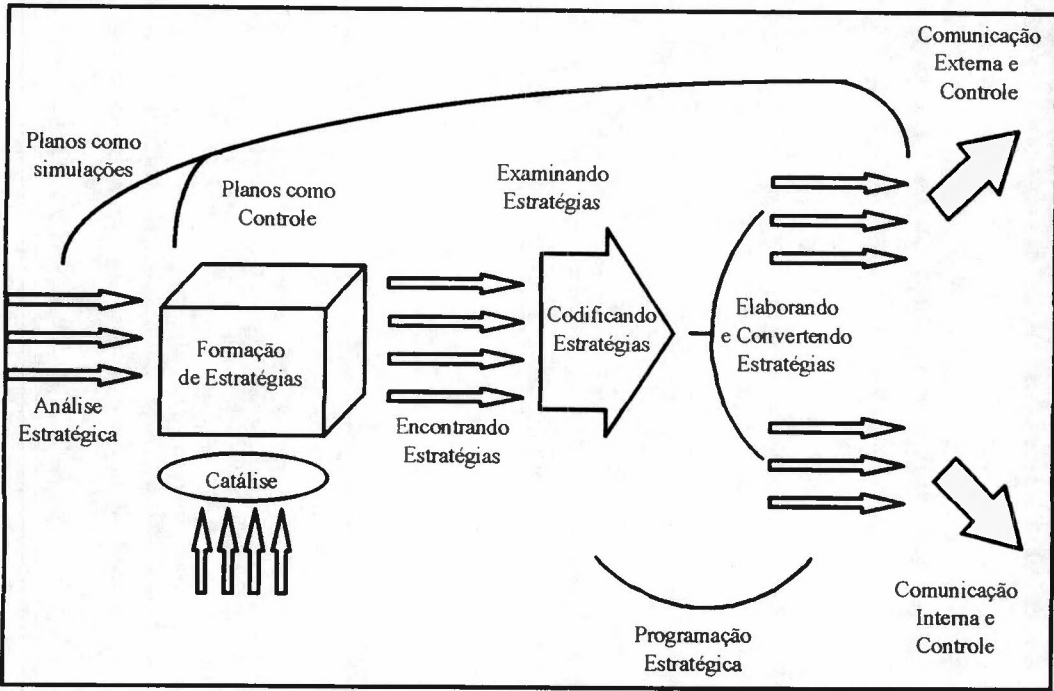 Comunicação
Externa e
Controle
Planos como
simulações
Planos como
Controle
Examinando
Estratégias
Formação
de Estratégias
Codificando
Estratégias
Elaborando
e Convertendo
Estratégias
Análise
Estratégica
Encontrando
Estratégias
Catálise
Comunicação
Interna e
Controle
Programação
Estratégica